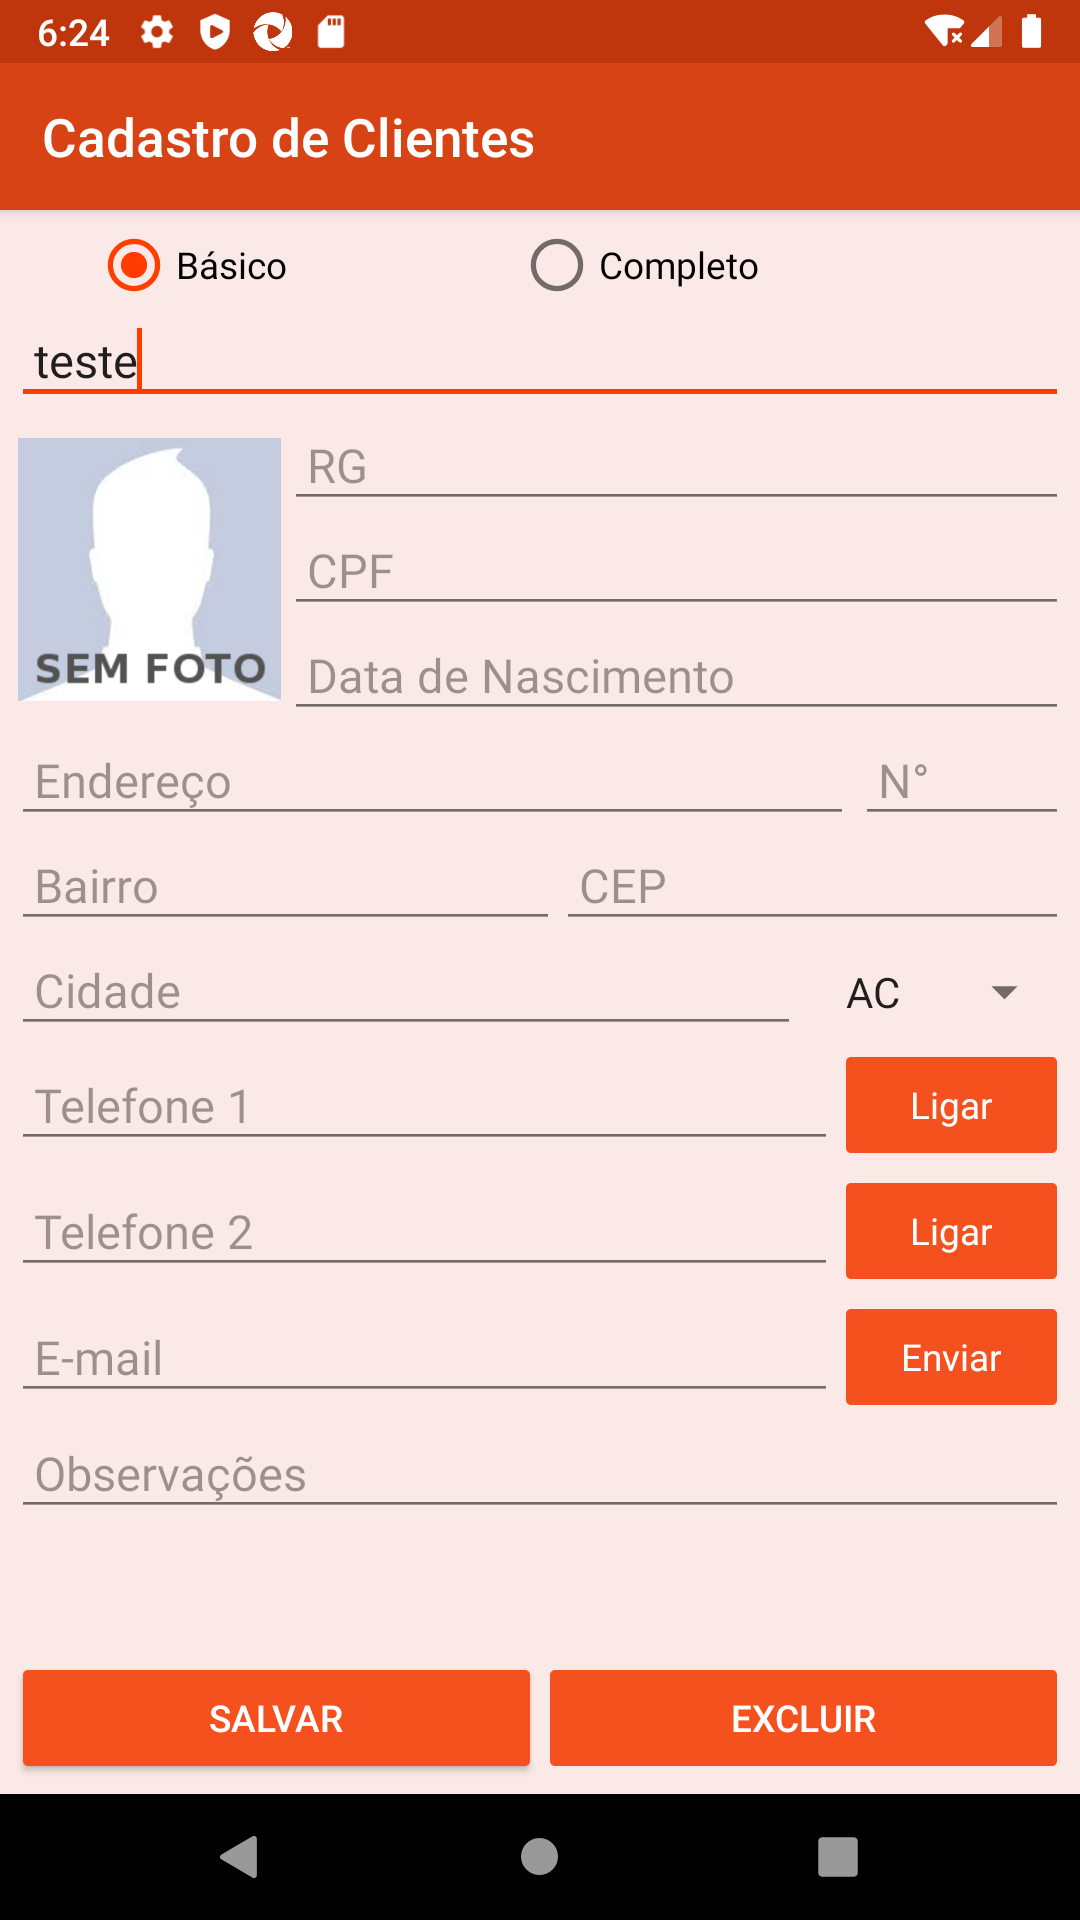 6:24
Cadastro de Clientes
Básico Completo
teste
RG
SEM FOTO
CPF
Data de Nascimento
Endereço N°
Bairro CEP
Cidade AC
Telefone 1 Ligar
Telefone 2 Ligar
E-mail Enviar
Observações
SALVAR EXCLUIR